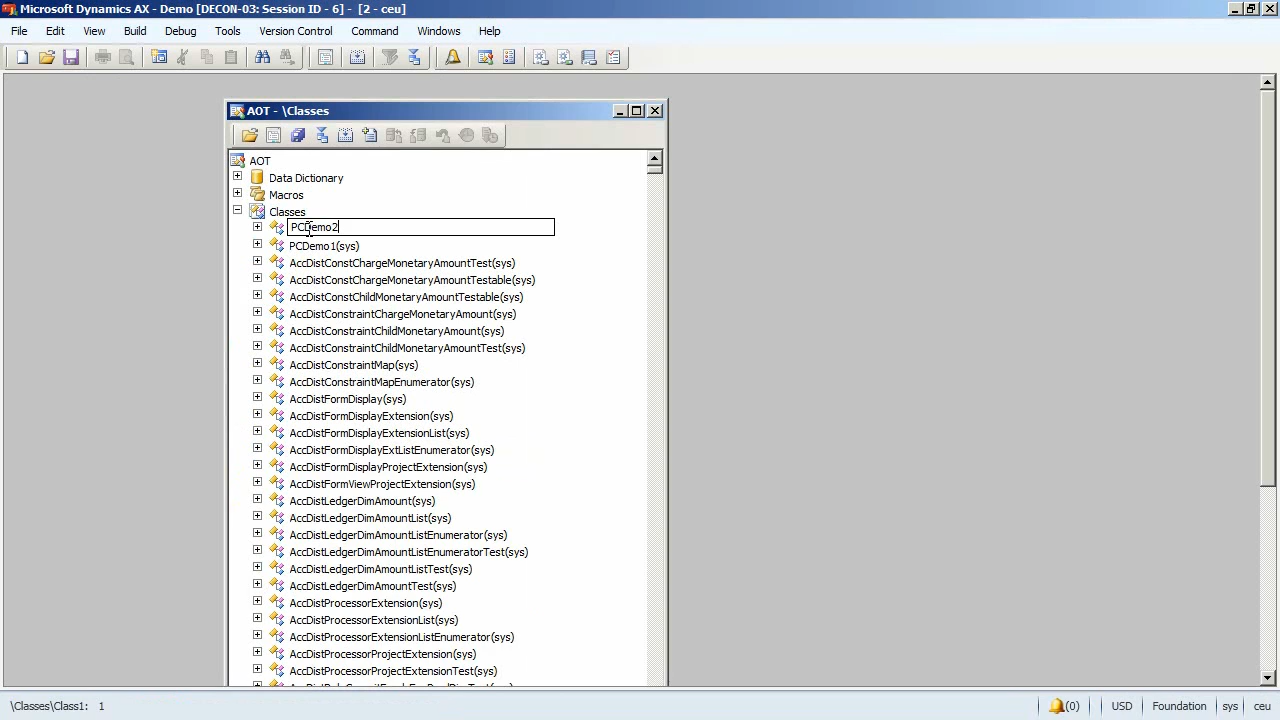 Microsoft Dynamics AX - Demo [DECON-03: Session ID - 6] - [2 - ceu]
File Edit View Build Debug Tools Version Control Command Windows Help
AOT - \Classes
AOT
Data Dictionary
Macros
Classes
PCDemo2
PCDemo1(sys)
AccDistConstChargeMonetaryAmountTest(sys)
AccDistConstChargeMonetaryAmountTestable(sys)
AccDistConstChildMonetaryAmountTestable(sys)
AccDistConstraintChargeMonetaryAmount(sys)
AccDistConstraintChildMonetaryAmount(sys)
AccDistConstraintChildMonetaryAmountTest(sys)
AccDistConstraintMap(sys)
AccDistConstraintMapEnumerator(sys)
AccDistFormDisplay(sys)
AccDistFormDisplayExtension(sys)
AccDistFormDisplayExtensionList(sys)
AccDistFormDisplayExtListEnumerator(sys)
AccDistFormDisplayProjectExtension(sys)
AccDistFormViewProjectExtension(sys)
AccDistLedgerDimAmount(sys)
AccDistLedgerDimAmountList(sys)
AccDistLedgerDimAmountListEnumerator(sys)
AccDistLedgerDimAmountListEnumeratorTest(sys)
AccDistLedgerDimAmountListTest(sys)
AccDistLedgerDimAmountTest(sys)
AccDistProcessorExtension(sys)
AccDistProcessorExtensionList(sys)
AccDistProcessorExtensionListEnumerator(sys)
AccDistProcessorProjectExtension(sys)
AccDistProcessorProjectExtensionTest(sys)
\Classes\Class1: 1 (0) USD Foundation sys ceu